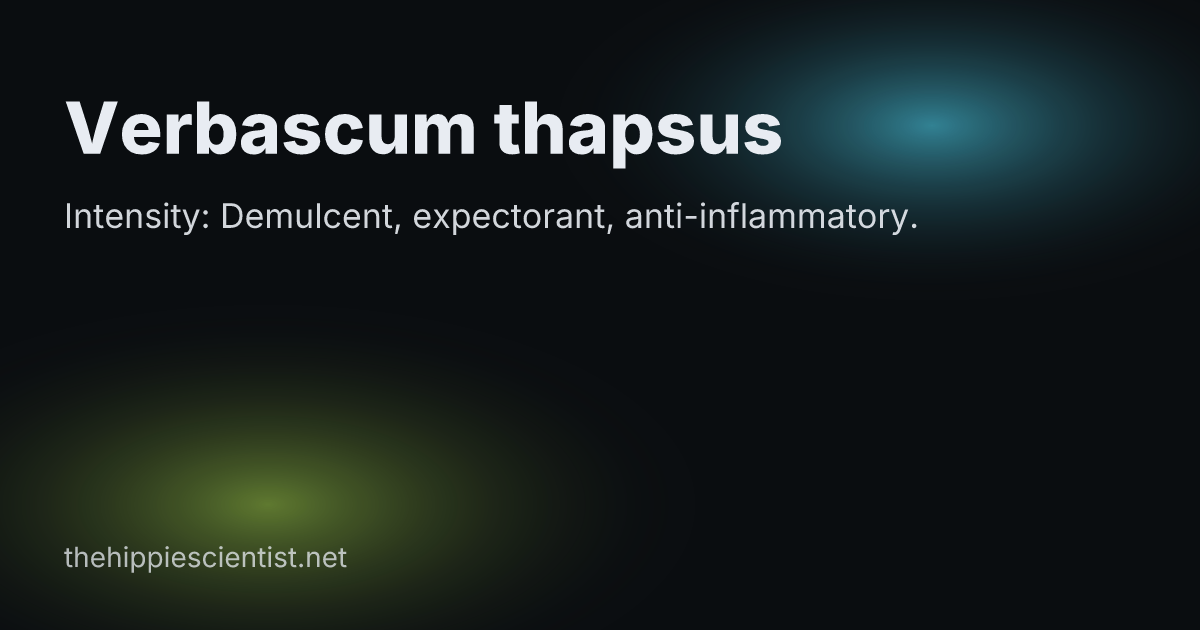 Verbascum thapsus
Intensity: Demulcent, expectorant, anti-inflammatory.
thehippiescientist.net